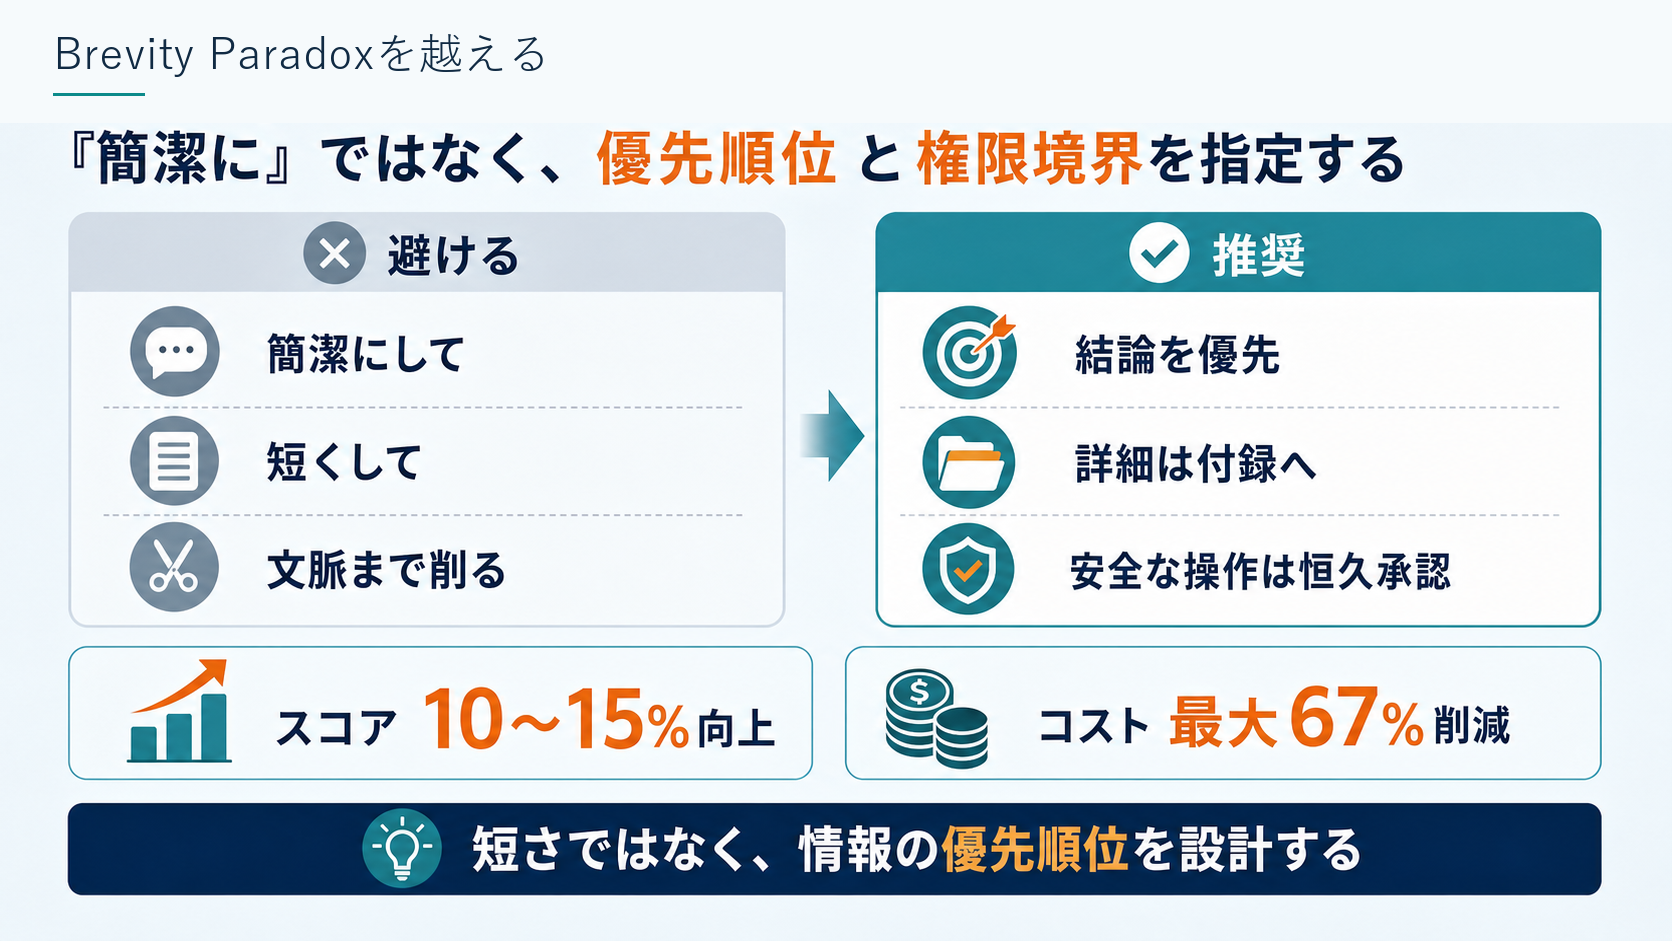 Brevity Paradoxを越える
『簡潔に』ではなく、優先順位と権限境界を指定する
避ける
簡潔にして
短くして
文脈まで削る
推奨
結論を優先
詳細は付録へ
安全な操作は恒久承認
スコア 10〜15%向上
コスト 最大67%削減
短さではなく、情報の優先順位を設計する